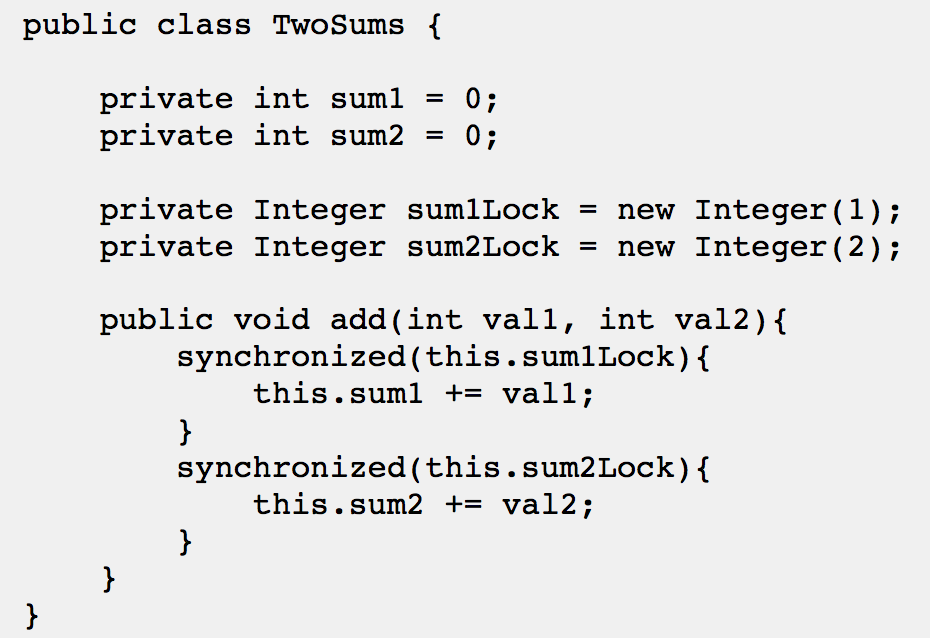 public class TwoSums {
private int sum1 = 0;
private int sum2 = 0;
private Integer sum1Lock = new Integer(1);
private Integer sum2Lock = new Integer(2);
public void add(int val1, int val2){
synchronized(this.sum1Lock){
this.sum1 += val1;
}
synchronized(this.sum2Lock){
this.sum2 += val2;
}
}
}